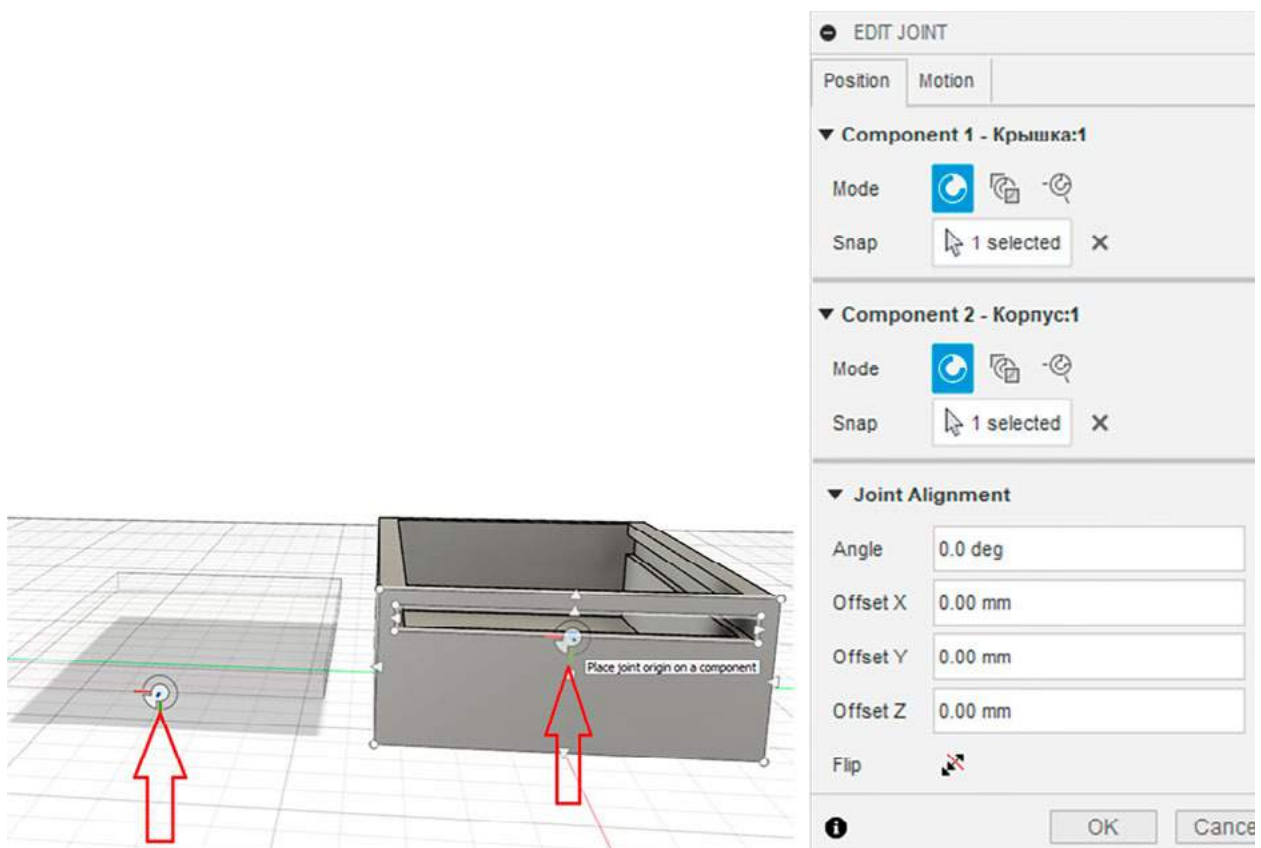 EDIT JOINT
Position Motion
Component 1 - Крышка:1
Mode
Snap 1 selected
Component 2 - Корпус:1
Mode
Snap 1 selected
Joint Alignment
Angle 0.0 deg
Offset X 0.00 mm
Offset Y 0.00 mm
Offset Z 0.00 mm
Flip
OK Cance
Place joint origin on a component